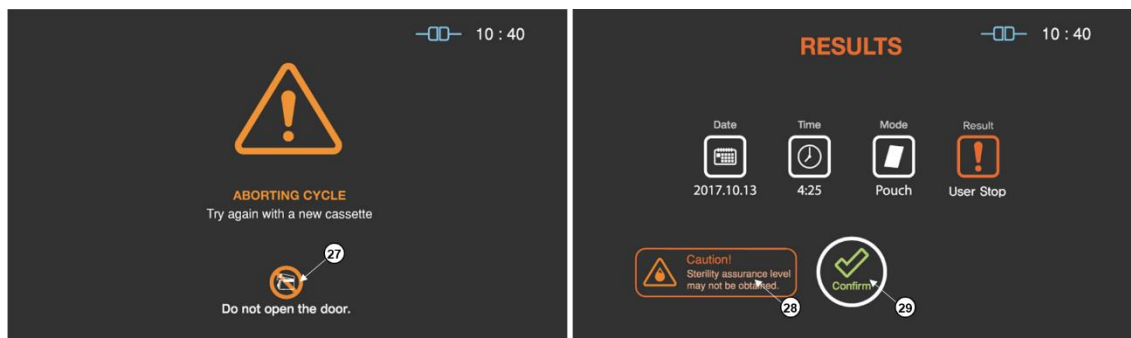 10 : 40
ABORTING CYCLE
Try again with a new cassette
27
Do not open the door.
RESULTS
10 : 40
Date
Time
Mode
Result
2017.10.13
4:25
Pouch
User Stop
Caution!
Sterility assurance level
may not be obtained.
28
Confirm
29